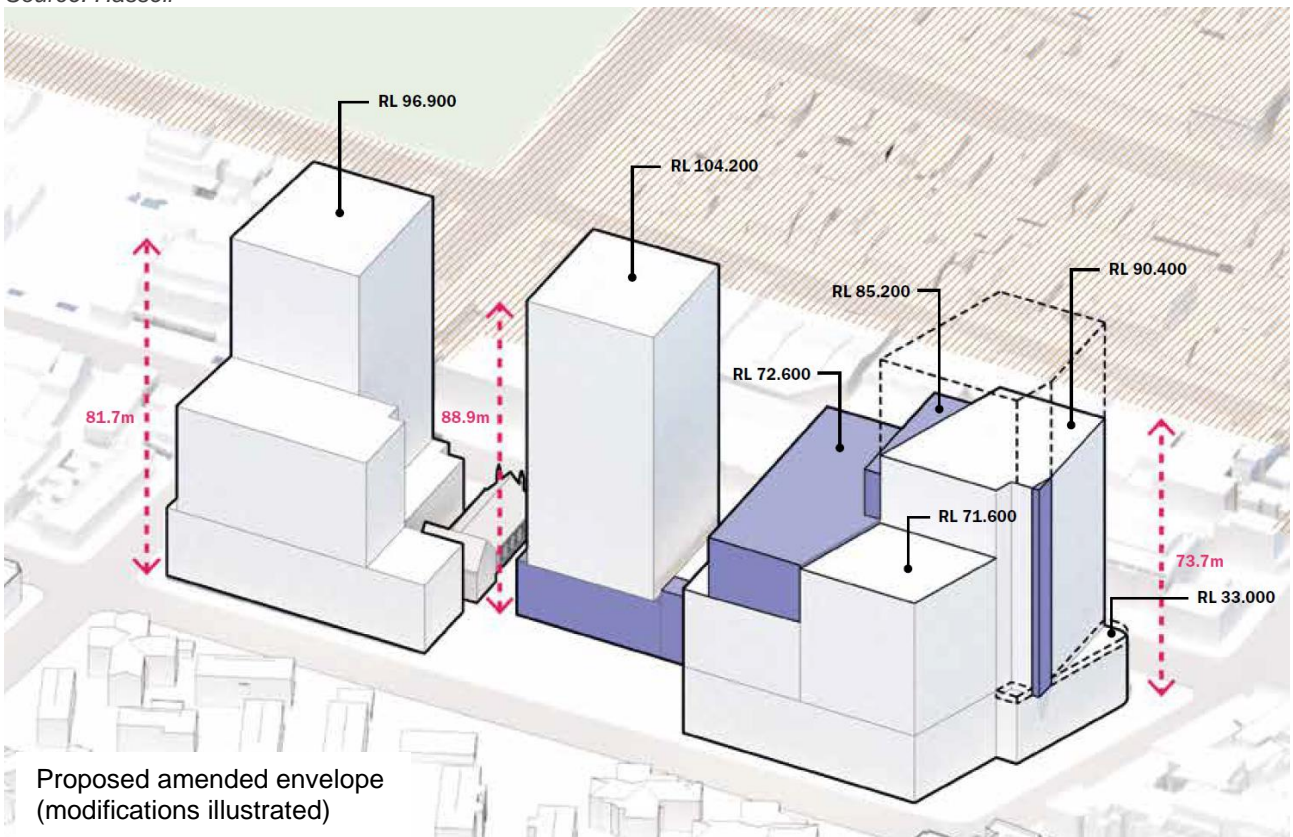 Source: Hassell
RL 96.900
RL 104.200
RL 90.400
RL 85.200
RL 72.600
81.7m
88.9m
RL 71.600
73.7m
RL 33.000
Proposed amended envelope
(modifications illustrated)